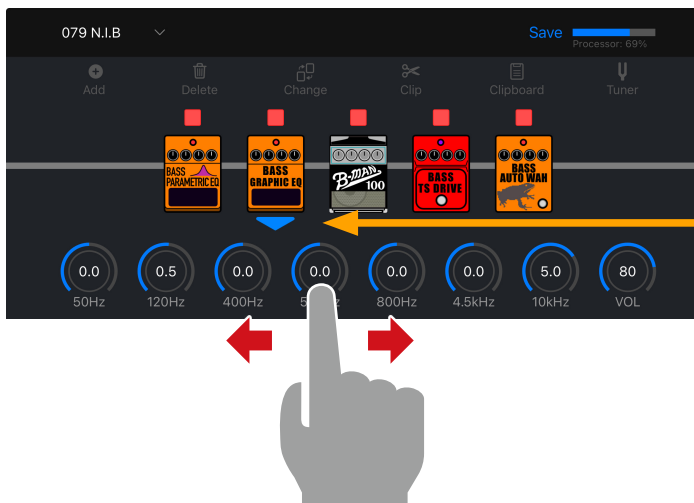 079 N.I.B
Save
Processor: 69%
Add Delete Change Clip Clipboard Tuner
BASS
PARAMETRIC EQ
BASS
GRAPHIC EQ
B-MAN
100
BASS
TS DRIVE
BASS
AUTO WAH
0.0 0.5 0.0 0.0 0.0 0.0 5.0 80
50Hz 120Hz 400Hz 800Hz 4.5kHz 10kHz VOL